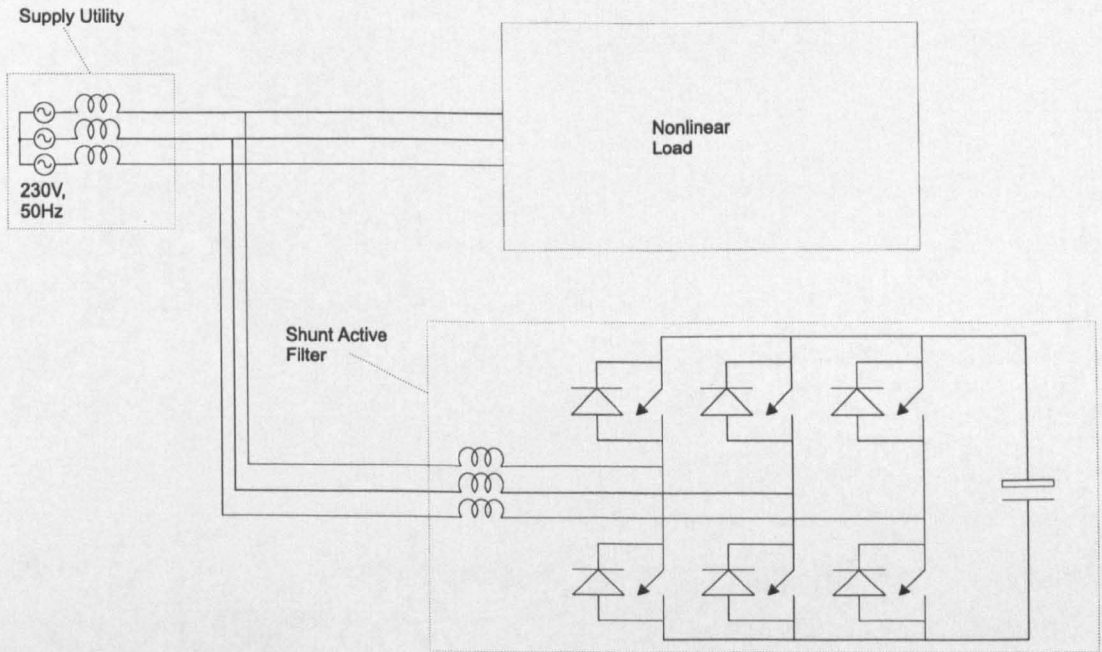 Supply Utility
230V,
50Hz
Nonlinear
Load
Shunt Active
Filter